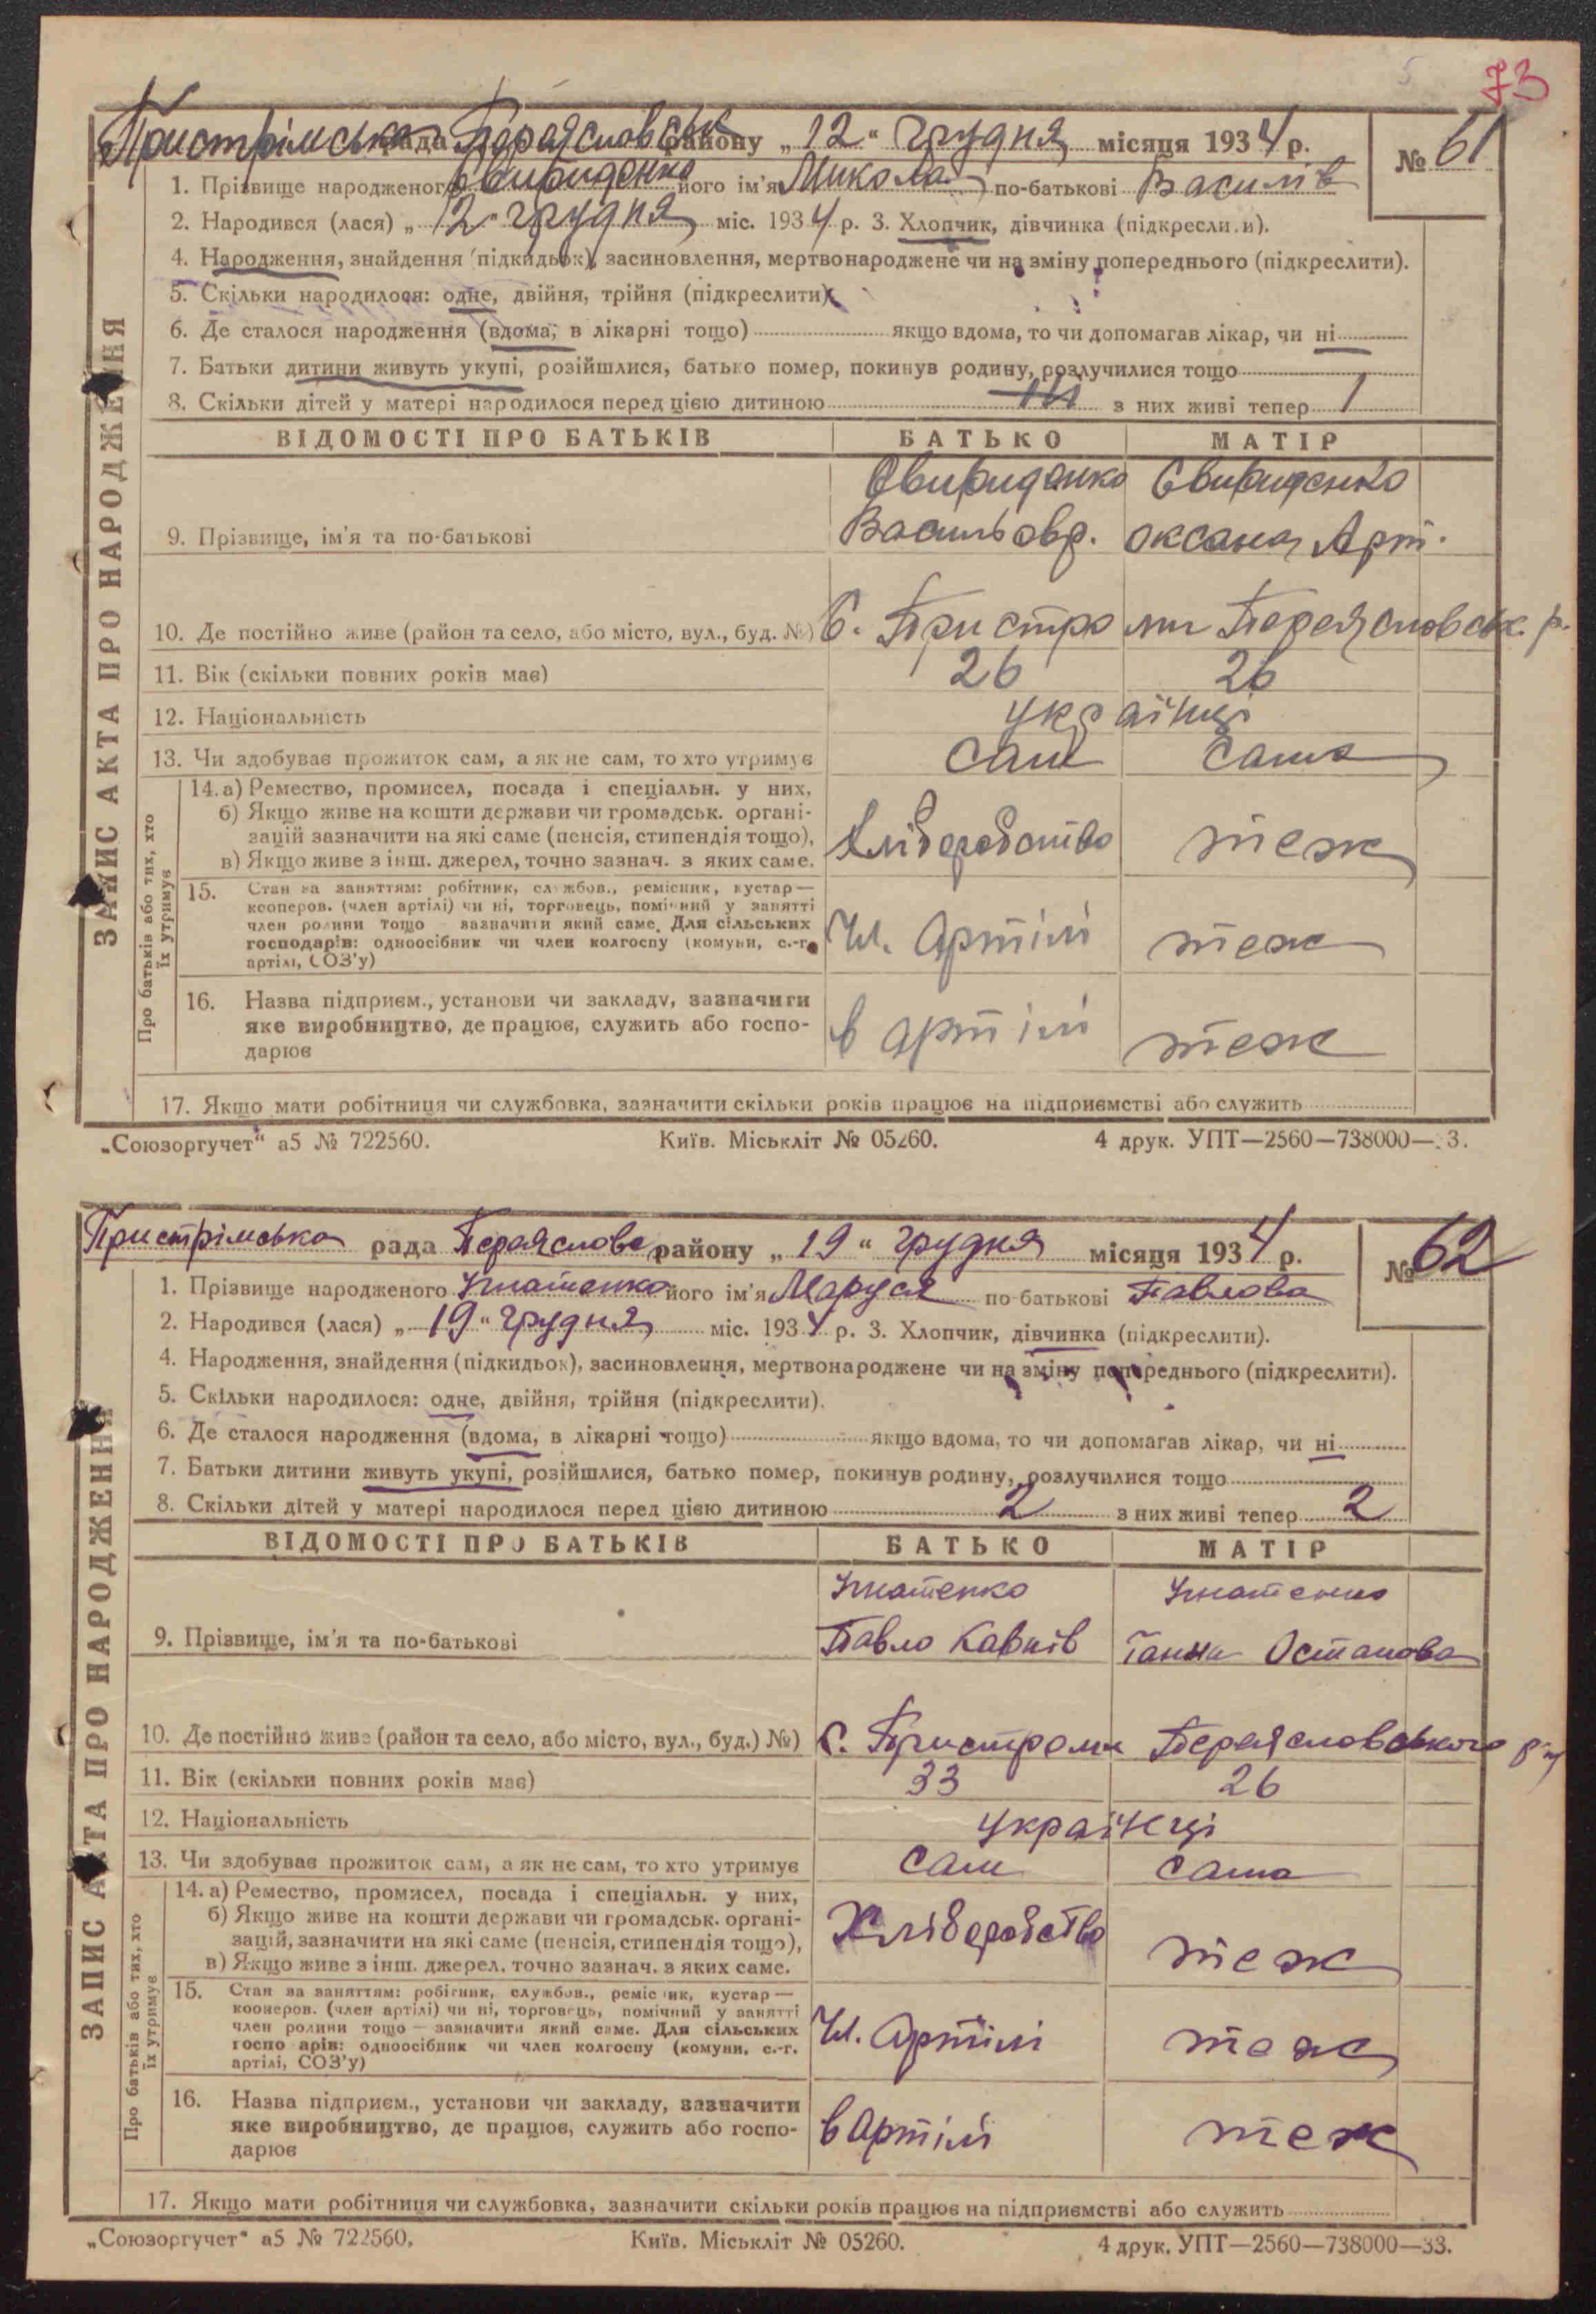 73
Пристрімська рада Переясловськ району „ 12 “ грудня місяця 1934 р. № 61
1. Прізвище народженого Свириденко його ім'я Микола по-батькові Василів
2. Народився (лася) „ 12 “ грудня міс. 1934 р. 3. Хлопчик, дівчинка (підкреслити).
4. Народження, знайдення (підкидьок), засиновлення, мертвонароджене чи на зміну попереднього (підкреслити).
5. Скільки народилося: одне, двійня, трійня (підкреслити)
6. Де сталося народження (вдома, в лікарні тощо) якщо вдома, то чи допомагав лікар, чи ні
7. Батьки дитини живуть укупі, розійшлися, батько помер, покинув родину, розлучилися тощо
8. Скільки дітей у матері народилося перед цією дитиною з них живі тепер 1
ВІДОМОСТІ ПРО БАТЬКІВ БАТЬКО МАТІР
Свириденко Свириденко
9. Прізвище, ім'я та по-батькові Василь Оксана Арт.
10. Де постійно живе (район та село, або місто, вул., буд. №) С. Пристроми Переясловськ. р.
11. Вік (скільки повних років має) 26 26
12. Національність українці
13. Чи здобуває прожиток сам, а як не сам, то хто утримує сам сама
ЗАПИС АКТА ПРО НАРОДЖЕННЯ
Про батьків або тих, хто їх утримує
14. а) Ремество, промисел, посада і спеціальн. у них,
б) Якщо живе на кошти держави чи громадськ. органі-
зацій зазначити на які саме (пенсія, стипендія тощо),
в) Якщо живе з інш. джерел, точно зазнач. з яких саме.
Хлібробство теж
15. Стан за заняттям: робітник, службов., ремісник, кустар—
кооперов. (член артілі) чи ні, торговець, помічний у занятті
член родини тощо зазначити який саме. Для сільських
господарів: одноосібник чи член колгоспу (комуни, с.-г.
артілі, СОЗ'у)
Чл. Артілі теж
16. Назва підприєм., установи чи закладу, зазначити
яке виробництво, де працює, служить або госпо-
дарює
в артілі теж
17. Якщо мати робітниця чи службовка, зазначити скільки років працює на підприємстві або служить
„Союзоргучет“ а5 № 722560. Київ. Міськліт № 05260. 4 друк. УПТ—2560—738000—33.
Пристрімська рада Переяслове району „ 19 “ грудня місяця 1934 р. № 62
1. Прізвище народженого Гнатенко його ім'я Маруся по-батькові Павлова
2. Народився (лася) „ 19 “ грудня міс. 1934 р. 3. Хлопчик, дівчинка (підкреслити).
4. Народження, знайдення (підкидьок), засиновлення, мертвонароджене чи на зміну попереднього (підкреслити).
5. Скільки народилося: одне, двійня, трійня (підкреслити).
6. Де сталося народження (вдома, в лікарні тощо) якщо вдома, то чи допомагав лікар, чи ні
7. Батьки дитини живуть укупі, розійшлися, батько помер, покинув родину, розлучилися тощо
8. Скільки дітей у матері народилося перед цією дитиною 2 з них живі тепер 2
ВІДОМОСТІ ПРО БАТЬКІВ БАТЬКО МАТІР
Гнатенко Гнатенко
9. Прізвище, ім'я та по-батькові Павло Ганна Остапова
10. Де постійно живе (район та село, або місто, вул., буд.) №) С. Пристроми Переясловського р-ну
11. Вік (скільки повних років має) 33 26
12. Національність українці
13. Чи здобуває прожиток сам, а як не сам, то хто утримує сам сама
ЗАПИС АКТА ПРО НАРОДЖЕННЯ
Про батьків або тих, хто їх утримує
14. а) Ремество, промисел, посада і спеціальн. у них,
б) Якщо живе на кошти держави чи громадськ. органі-
зацій, зазначити на які саме (пенсія, стипендія тощо),
в) Якщо живе з інш. джерел. точно зазнач. з яких саме.
Хлібробство теж
15. Стан за заняттям: робітник, службов., ремісник, кустар—
кооперов. (член артілі) чи ні, торговець, помічний у занятті
член родини тощо — зазначити який саме. Для сільських
господарів: одноосібник чи член колгоспу (комуни, с.-г.
артілі, СОЗ'у)
Чл. Артілі теж
16. Назва підприєм., установи чи закладу, зазначити
яке виробництво, де працює, служить або госпо-
дарює
в Артілі теж
17. Якщо мати робітниця чи службовка, зазначити скільки років працює на підприємстві або служить
„Союзоргучет“ а5 № 722560. Київ. Міськліт № 05260. 4 друк. УПТ—2560—738000—33.